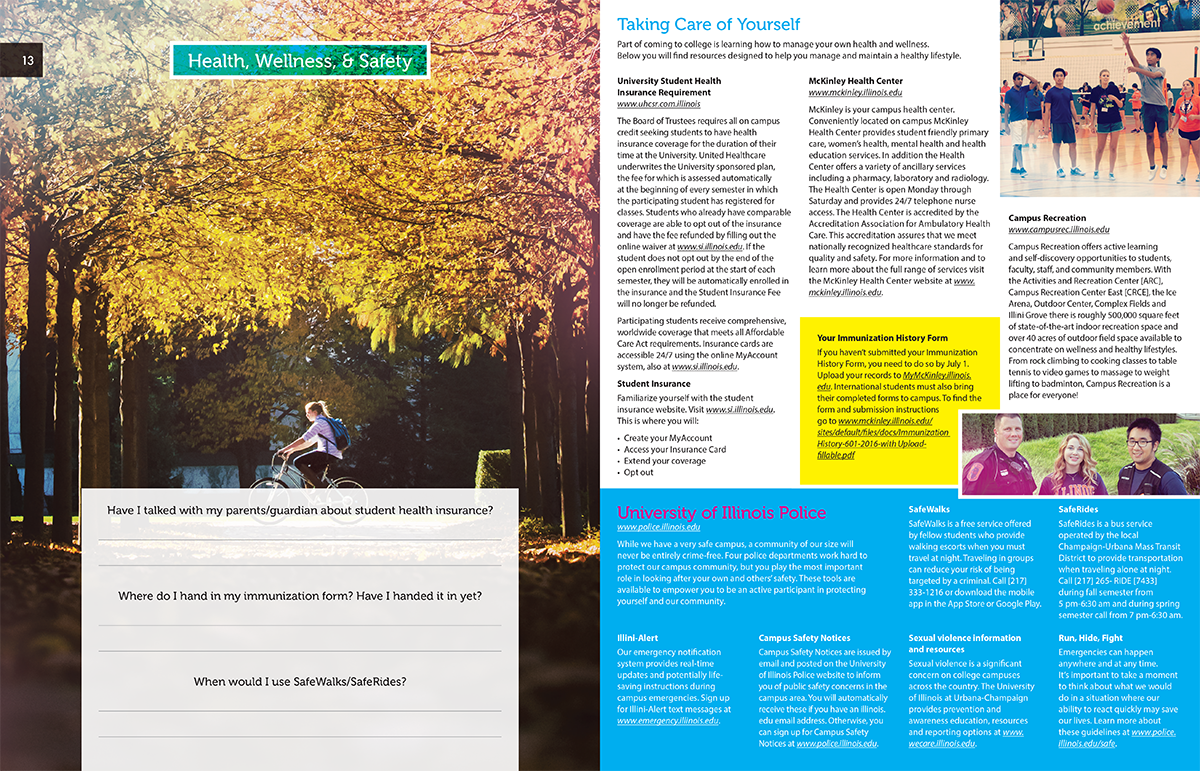 13
Health, Wellness, & Safety
Have I talked with my parents/guardian about student health insurance?
Where do I hand in my immunization form? Have I handed it in yet?
When would I use SafeWalks/SafeRides?
Taking Care of Yourself
Part of coming to college is learning how to manage your own health and wellness.
Below you will find resources designed to help you manage and maintain a healthy lifestyle.
University Student Health
Insurance Requirement
www.uhcsr.com.illinois
The Board of Trustees requires all on campus
credit seeking students to have health
insurance coverage for the duration of their
time at the University. United Healthcare
underwrites the University sponsored plan,
the fee for which is assessed automatically
at the beginning of every semester in which
the participating student has registered for
classes. Students who already have comparable
coverage are able to opt out of the insurance
and have the fee refunded by filling out the
online waiver at www.si.illinois.edu. If the
student does not opt out by the end of the
open enrollment period at the start of each
semester, they will be automatically enrolled in
the insurance and the Student Insurance Fee
will no longer be refunded.
Participating students receive comprehensive,
worldwide coverage that meets all Affordable
Care Act requirements. Insurance cards are
accessible 24/7 using the online MyAccount
system, also at www.si.illinois.edu.
Student Insurance
Familiarize yourself with the student
insurance website. Visit www.si.illinois.edu.
This is where you will:
• Create your MyAccount
• Access your Insurance Card
• Extend your coverage
• Opt out
McKinley Health Center
www.mckinley.illinois.edu
McKinley is your campus health center.
Conveniently located on campus McKinley
Health Center provides student friendly primary
care, women's health, mental health and health
education services. In addition the Health
Center offers a variety of ancillary services
including a pharmacy, laboratory and radiology.
The Health Center is open Monday through
Saturday and provides 24/7 telephone nurse
access. The Health Center is accredited by the
Accreditation Association for Ambulatory Health
Care. This accreditation assures that we meet
nationally recognized healthcare standards for
quality and safety. For more information and to
learn more about the full range of services visit
the McKinley Health Center website at www.
mckinley.illinois.edu.
Your Immunization History Form
If you haven't submitted your Immunization
History Form, you need to do so by July 1.
Upload your records to MyMcKinley.illinois.
edu. International students must also bring
their completed forms to campus. To find the
form and submission instructions
go to www.mckinley.illinois.edu/
sites/default/files/docs/Immunization
History-601-2016-with Upload-
fillable.pdf
achievement
Campus Recreation
www.campusrec.illinois.edu
Campus Recreation offers active learning
and self-discovery opportunities to students,
faculty, staff, and community members. With
the Activities and Recreation Center [ARC],
Campus Recreation Center East [CRCE], the Ice
Arena, Outdoor Center, Complex Fields and
Illini Grove there is roughly 500,000 square feet
of state-of-the-art indoor recreation space and
over 40 acres of outdoor field space available to
concentrate on wellness and healthy lifestyles.
From rock climbing to cooking classes to table
tennis to video games to massage to weight
lifting to badminton, Campus Recreation is a
place for everyone!
University of Illinois Police
www.police.illinois.edu
While we have a very safe campus, a community of our size will
never be entirely crime-free. Four police departments work hard to
protect our campus community, but you play the most important
role in looking after your own and others' safety. These tools are
available to empower you to be an active participant in protecting
yourself and our community.
SafeWalks
SafeWalks is a free service offered
by fellow students who provide
walking escorts when you must
travel at night. Traveling in groups
can reduce your risk of being
targeted by a criminal. Call [217]
333-1216 or download the mobile
app in the App Store or Google Play.
SafeRides
SafeRides is a bus service
operated by the local
Champaign-Urbana Mass Transit
District to provide transportation
when traveling alone at night.
Call [217] 265- RIDE [7433]
during fall semester from
5 pm-6:30 am and during spring
semester call from 7 pm-6:30 am.
Illini-Alert
Our emergency notification
system provides real-time
updates and potentially life-
saving instructions during
campus emergencies. Sign up
for Illini-Alert text messages at
www.emergency.illinois.edu.
Campus Safety Notices
Campus Safety Notices are issued by
email and posted on the University
of Illinois Police website to inform
you of public safety concerns in the
campus area. You will automatically
receive these if you have an illinois.
edu email address. Otherwise, you
can sign up for Campus Safety
Notices at www.police.illinois.edu.
Sexual violence information
and resources
Sexual violence is a significant
concern on college campuses
across the country. The University
of Illinois at Urbana-Champaign
provides prevention and
awareness education, resources
and reporting options at www.
wecare.illinois.edu.
Run, Hide, Fight
Emergencies can happen
anywhere and at any time.
It's important to take a moment
to think about what we would
do in a situation where our
ability to react quickly may save
our lives. Learn more about
these guidelines at www.police.
illinois.edu/safe.